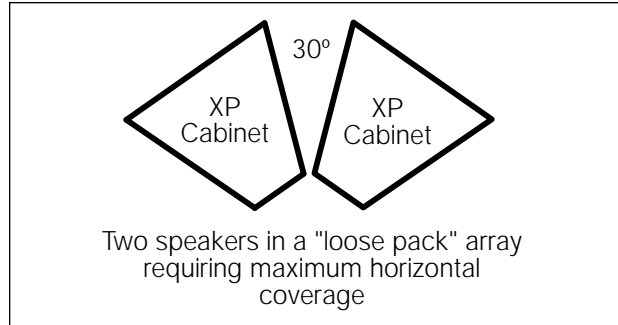 30º
XP
Cabinet
XP
Cabinet
Two speakers in a "loose pack" array
requiring maximum horizontal
coverage